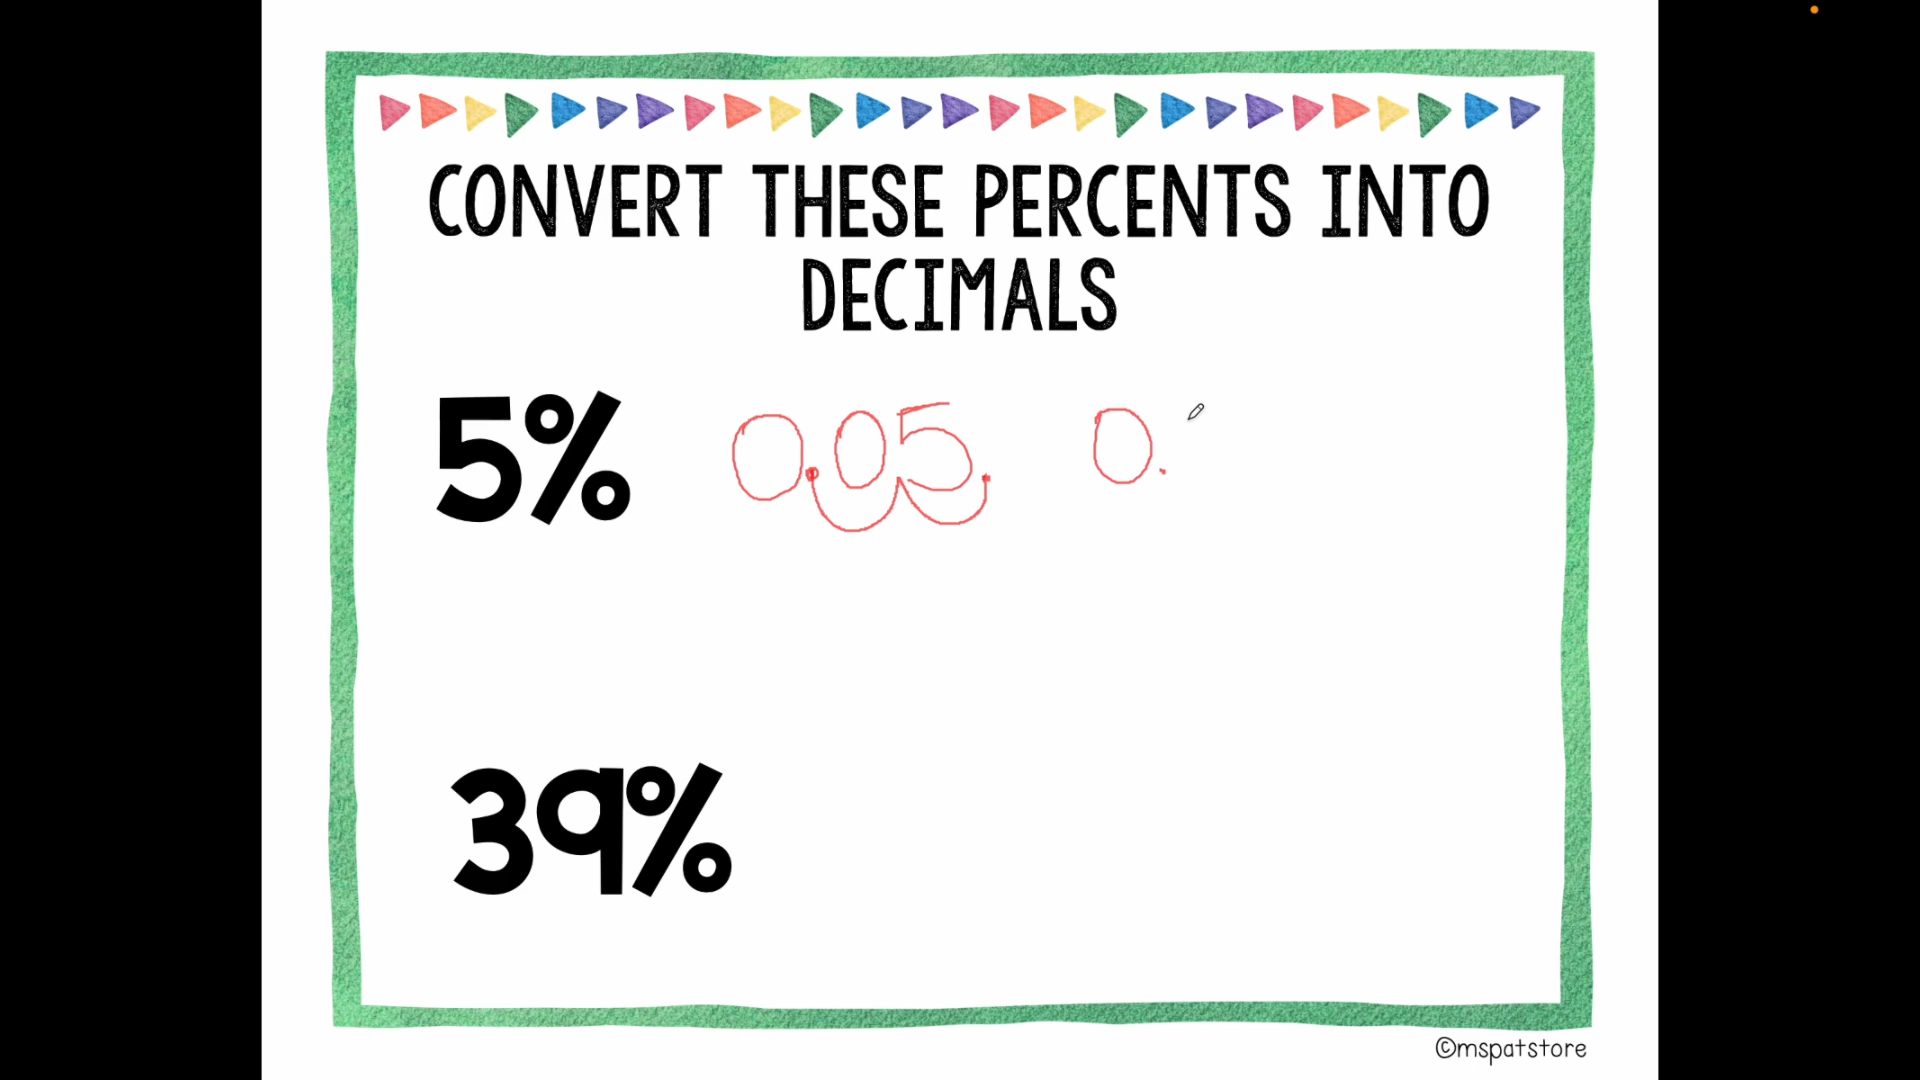 CONVERT THESE PERCENTS INTO
DECIMALS
5% 0.05. 0.
39%
©mspatstore